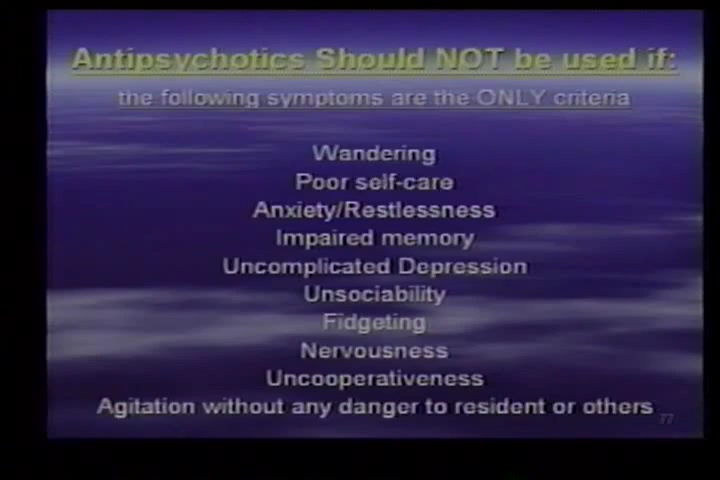 Antipsychotics Should NOT be used if:
the following symptoms are the ONLY criteria
Wandering
Poor self-care
Anxiety/Restlessness
Impaired memory
Uncomplicated Depression
Unsociability
Fidgeting
Nervousness
Uncooperativeness
Agitation without any danger to resident or others
77